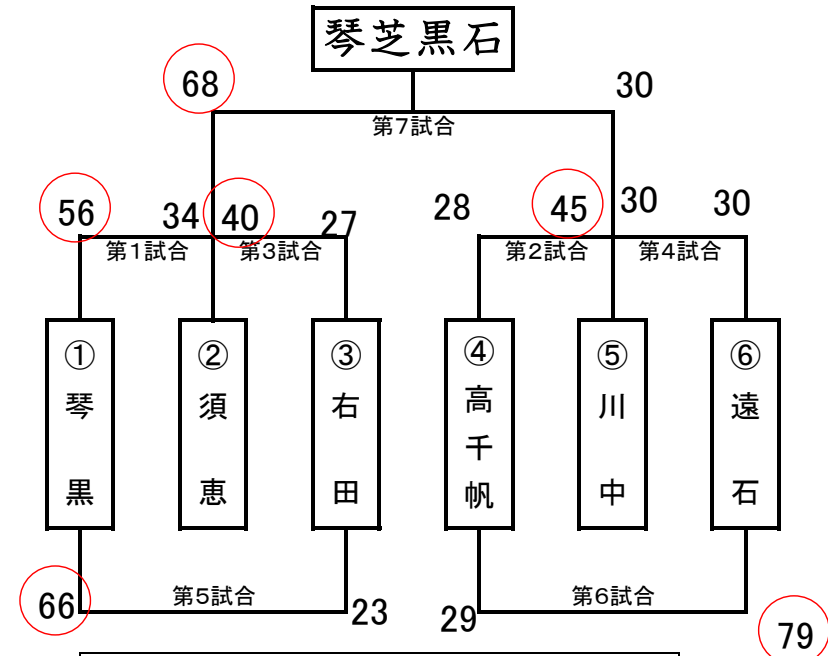 琴芝黒石
68 30
第7試合
56 34 40 27 28 45 30 30
第1試合 第3試合 第2試合 第4試合
① ② ③ ④ ⑤ ⑥
琴黒 須恵 右田 高千帆 川中 遠石
第5試合 第6試合
66 23 29 79